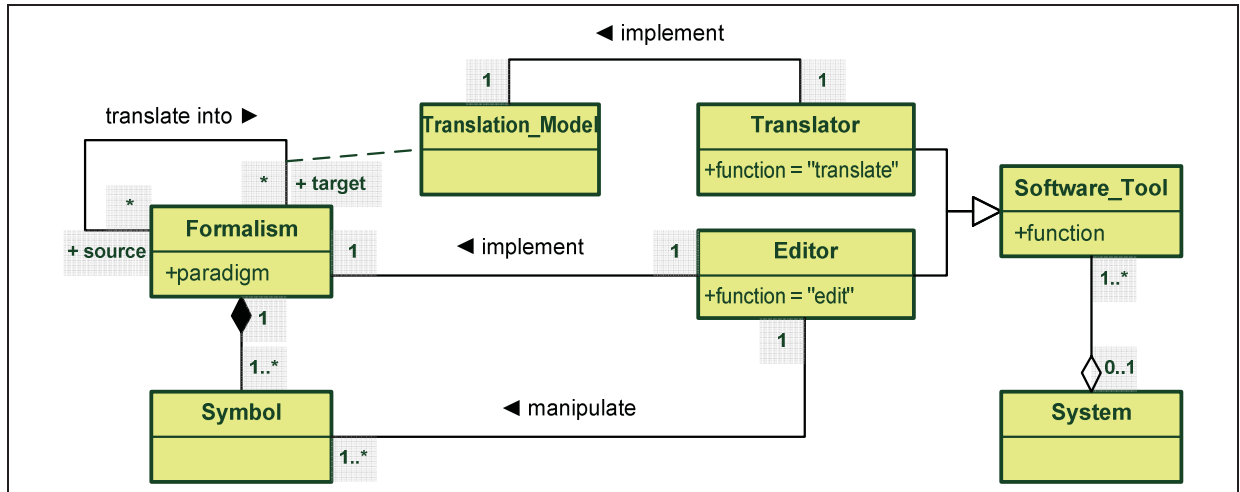 ◄ implement
1
1
translate into ►
Translation_Model
Translator
+function = "translate"
*
+ target
*
+ source
Formalism
+paradigm
1
◄ implement
1
Editor
+function = "edit"
Software_Tool
+function
1..*
1
1
1..*
0..1
Symbol
1..*
◄ manipulate
System